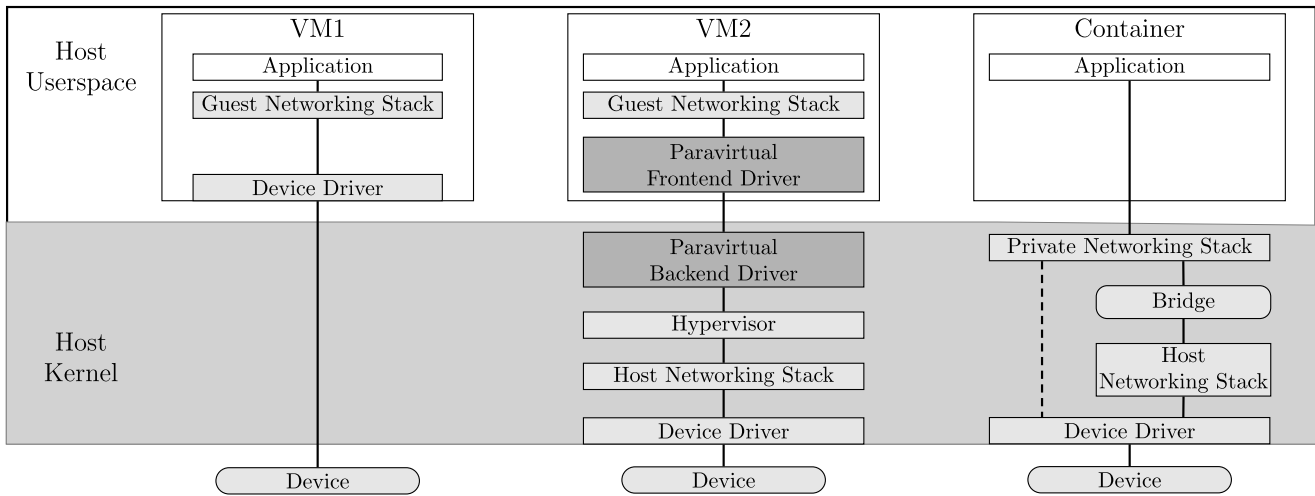 Host
Userspace
VM1
Application
Guest Networking Stack
Device Driver
VM2
Application
Guest Networking Stack
Paravirtual
Frontend Driver
Container
Application
Host
Kernel
Paravirtual
Backend Driver
Hypervisor
Host Networking Stack
Device Driver
Private Networking Stack
Bridge
Host
Networking Stack
Device Driver
Device
Device
Device